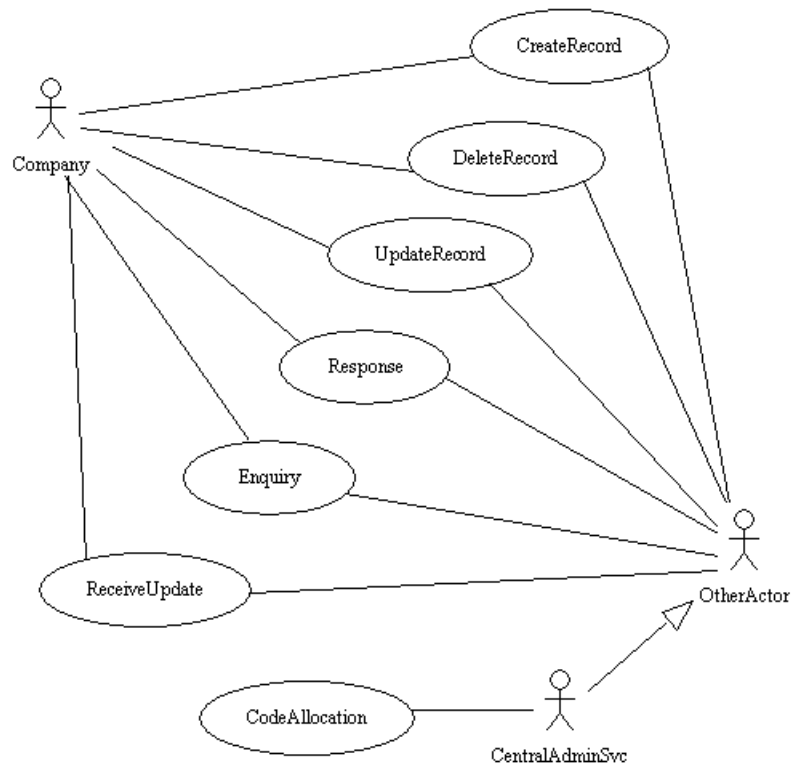 CreateRecord
DeleteRecord
Company
UpdateRecord
Response
Enquiry
ReceiveUpdate
OtherActor
CodeAllocation
CentralAdminSvc